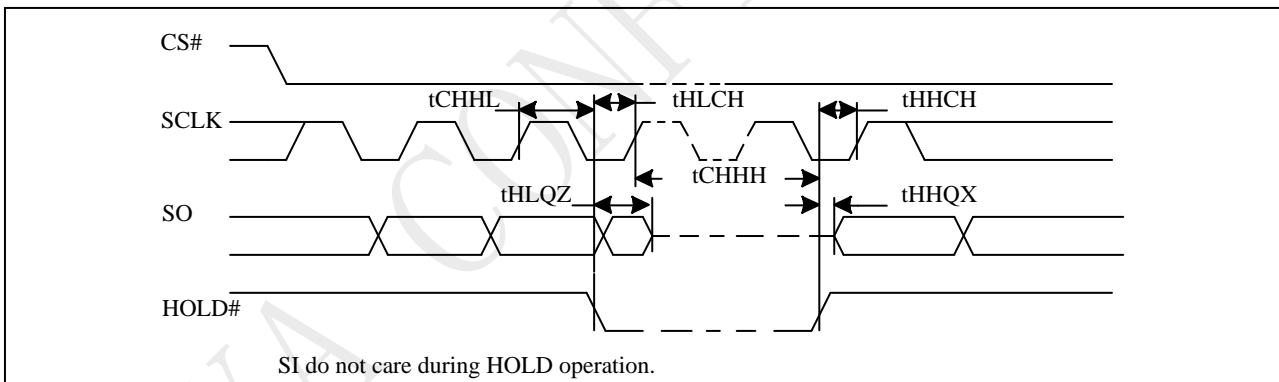 CS#
tCHHL
tHLCH
tHHCH
SCLK
tCHHH
tHLQZ
tHHQX
SO
HOLD#
SI do not care during HOLD operation.